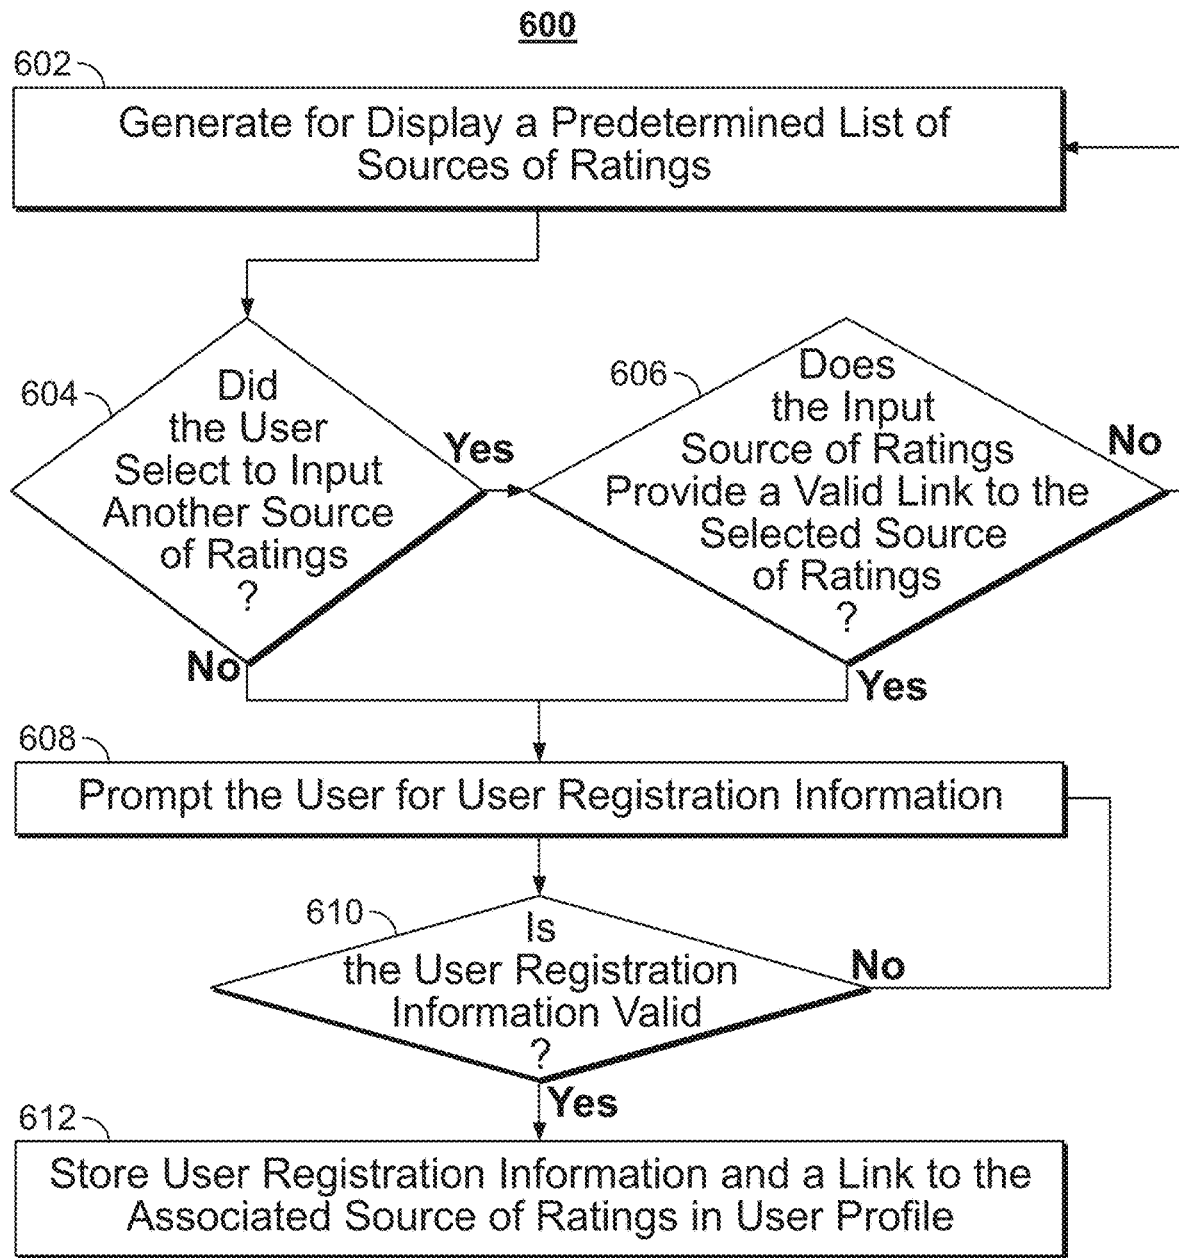 600
602
Generate for Display a Predetermined List of
Sources of Ratings
604
Did
the User
Select to Input
Another Source
of Ratings
?
Yes
No
606
Does
the Input
Source of Ratings
Provide a Valid Link to the
Selected Source
of Ratings
?
No
Yes
608
Prompt the User for User Registration Information
610
Is
the User Registration
Information Valid
?
No
Yes
612
Store User Registration Information and a Link to the
Associated Source of Ratings in User Profile